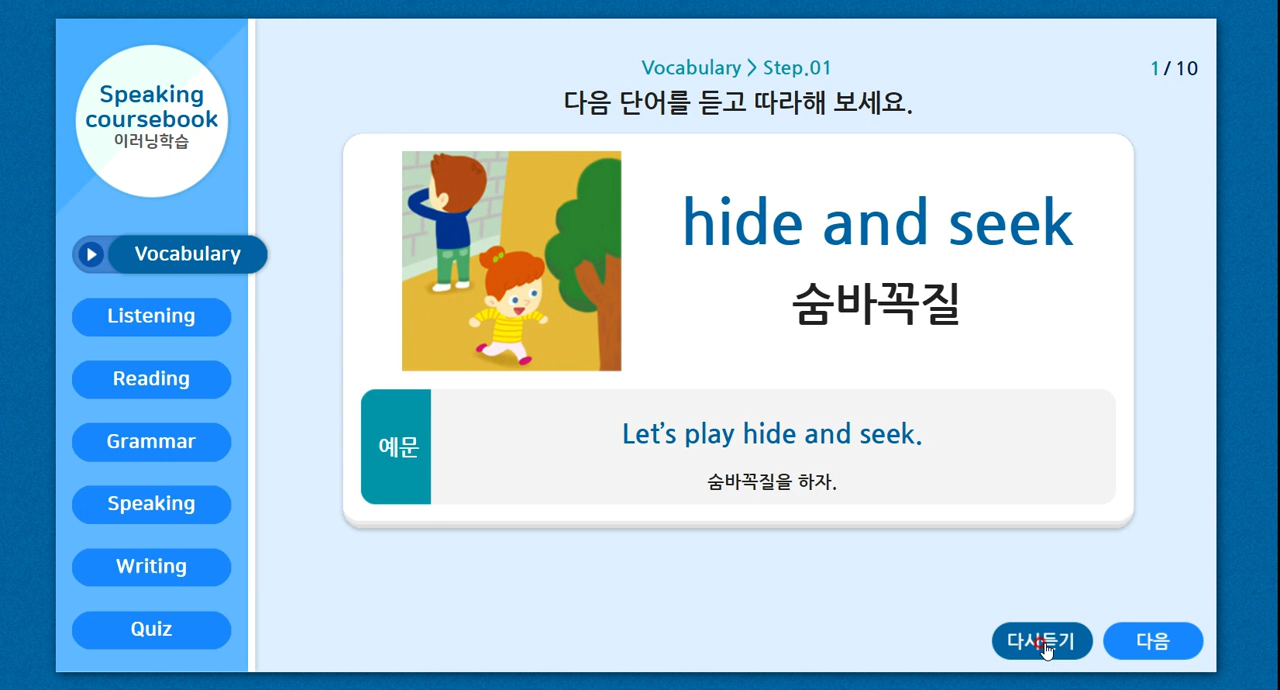 Speaking
coursebook
이러닝학습
Vocabulary
Listening
Reading
Grammar
Speaking
Writing
Quiz
Vocabulary > Step.01
1 / 10
다음 단어를 듣고 따라해 보세요.
hide and seek
숨바꼭질
예문
Let's play hide and seek.
숨바꼭질을 하자.
다시듣기
다음